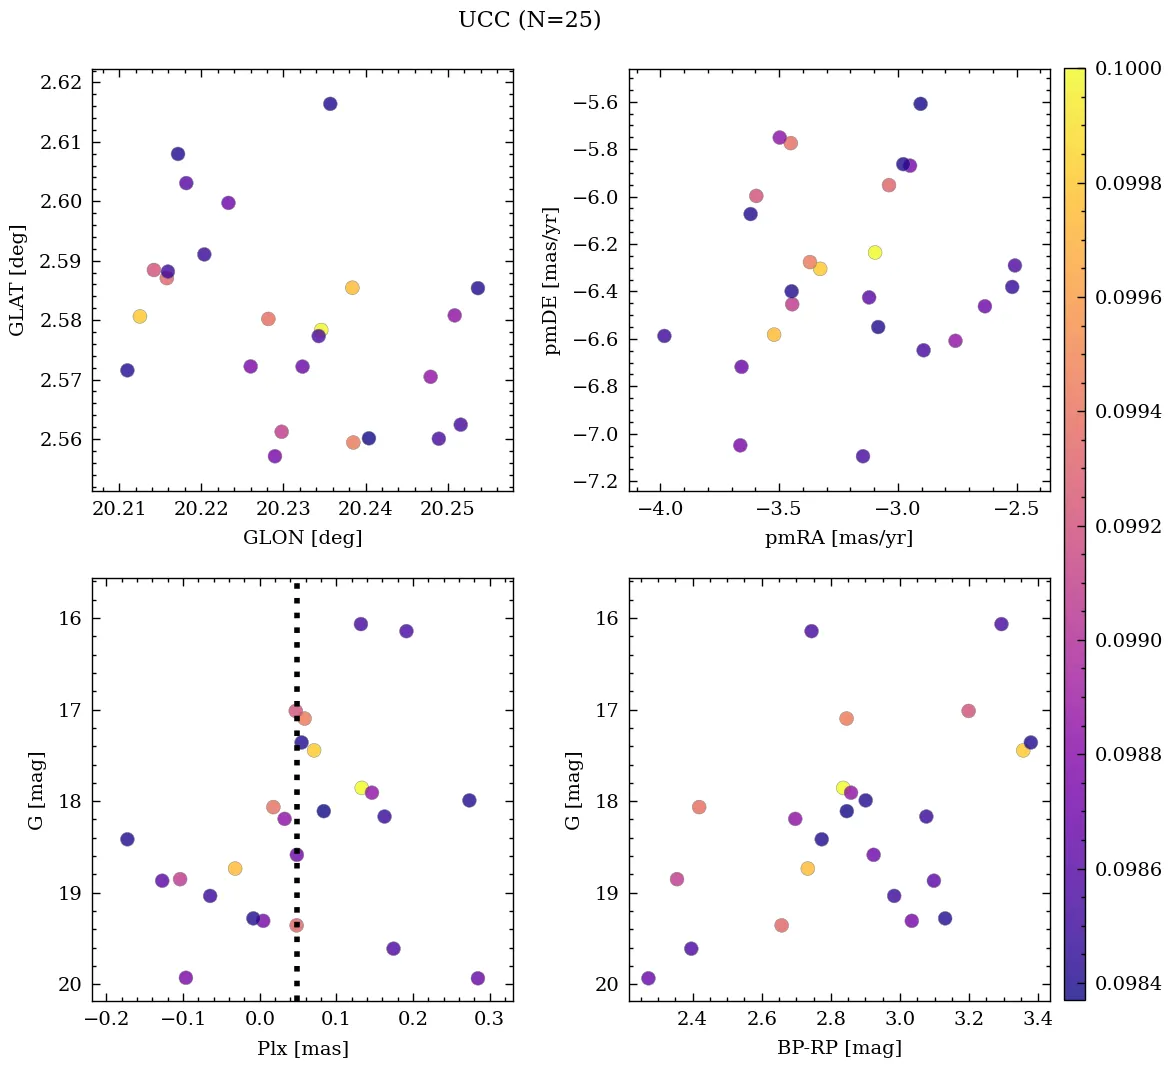 UCC (N=25)
2.62
2.61
2.60
2.59
2.58
2.57
2.56
GLAT [deg]
20.21 20.22 20.23 20.24 20.25
GLON [deg]
−5.6
−5.8
−6.0
−6.2
−6.4
−6.6
−6.8
−7.0
−7.2
pmDE [mas/yr]
−4.0 −3.5 −3.0 −2.5
pmRA [mas/yr]
16
17
18
19
20
G [mag]
−0.2 −0.1 0.0 0.1 0.2 0.3
Plx [mas]
16
17
18
19
20
G [mag]
2.4 2.6 2.8 3.0 3.2 3.4
BP-RP [mag]
0.1000
0.0998
0.0996
0.0994
0.0992
0.0990
0.0988
0.0986
0.0984